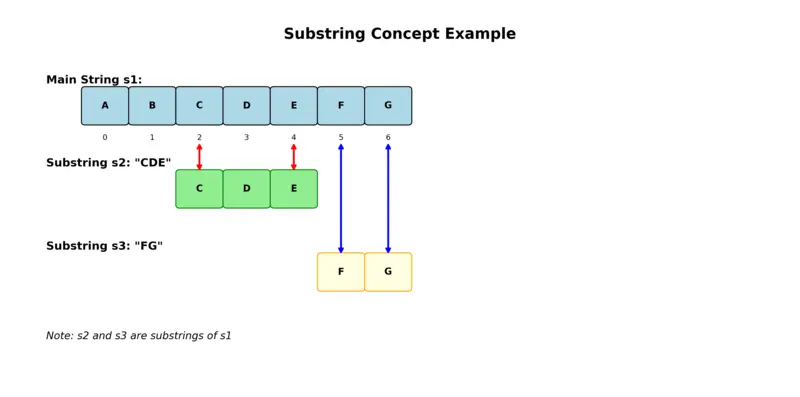 Substring Concept Example
Main String s1:
A B C D E F G
0 1 2 3 4 5 6
Substring s2: "CDE"
C D E
Substring s3: "FG"
F G
Note: s2 and s3 are substrings of s1